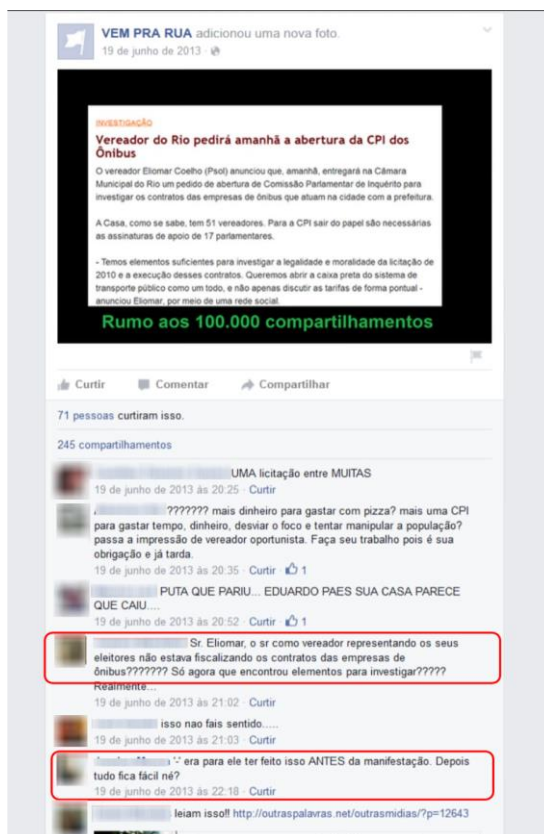 VEM PRA RUA adicionou uma nova foto.
19 de junho de 2013
INVESTIGAÇÃO
Vereador do Rio pedirá amanhã a abertura da CPI dos
Ônibus
O vereador Eliomar Coelho (Psol) anunciou que, amanhã, entregará na Câmara
Municipal do Rio um pedido de abertura de Comissão Parlamentar de Inquérito para
investigar os contratos das empresas de ônibus que atuam na cidade com a prefeitura.
A Casa, como se sabe, tem 51 vereadores. Para a CPI sair do papel são necessárias
as assinaturas de apoio de 17 parlamentares.
- Temos elementos suficientes para investigar a legalidade e moralidade da licitação de
2010 e a execução desses contratos. Queremos abrir a caixa preta do sistema de
transporte público como um todo, e não apenas discutir as tarifas de forma pontual -
anunciou Eliomar, por meio de uma rede social.
Rumo aos 100.000 compartilhamentos
Curtir Comentar Compartilhar
71 pessoas curtiram isso.
245 compartilhamentos
UMA licitação entre MUITAS
19 de junho de 2013 às 20:25 · Curtir
??????? mais dinheiro para gastar com pizza? mais uma CPI
para gastar tempo, dinheiro, desviar o foco e tentar manipular a população?
passa a impressão de vereador oportunista. Faça seu trabalho pois é sua
obrigação e já tarda.
19 de junho de 2013 às 20:35 · Curtir · 1
PUTA QUE PARIU... EDUARDO PAES SUA CASA PARECE
QUE CAIU....
19 de junho de 2013 às 20:52 · Curtir · 1
Sr. Eliomar, o sr como vereador representando os seus
eleitores não estava fiscalizando os contratos das empresas de
ônibus??????? Só agora que encontrou elementos para investigar?????
Realmente...
19 de junho de 2013 às 21:02 · Curtir
isso nao fais sentido.....
19 de junho de 2013 às 21:03 · Curtir
'-' era para ele ter feito isso ANTES da manifestação. Depois
tudo fica fácil né?
19 de junho de 2013 às 22:18 · Curtir
leiam isso!! http://outraspalavras.net/outrasmidias/?p=12643